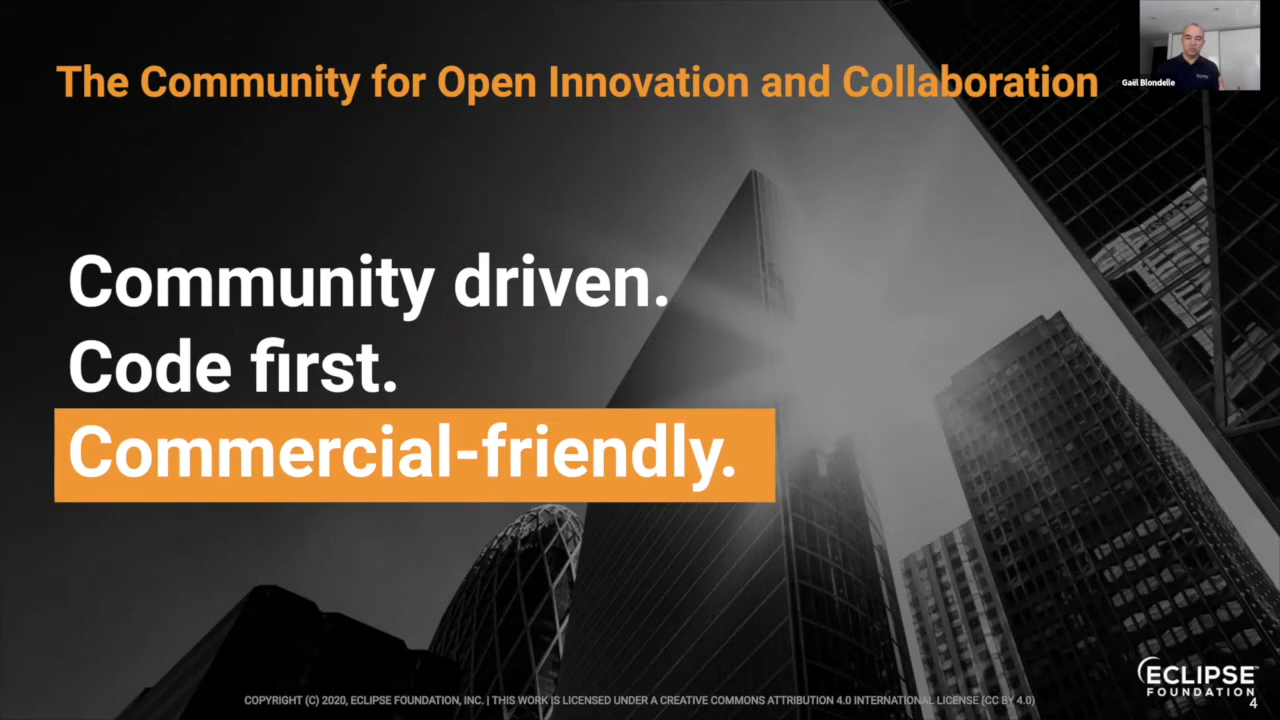 The Community for Open Innovation and Collaboration
Gaël Blondelle
Community driven.
Code first.
Commercial-friendly.
ECLIPSE
FOUNDATION
COPYRIGHT (C) 2020, ECLIPSE FOUNDATION, INC. | THIS WORK IS LICENSED UNDER A CREATIVE COMMONS ATTRIBUTION 4.0 INTERNATIONAL LICENSE (CC BY 4.0)
4